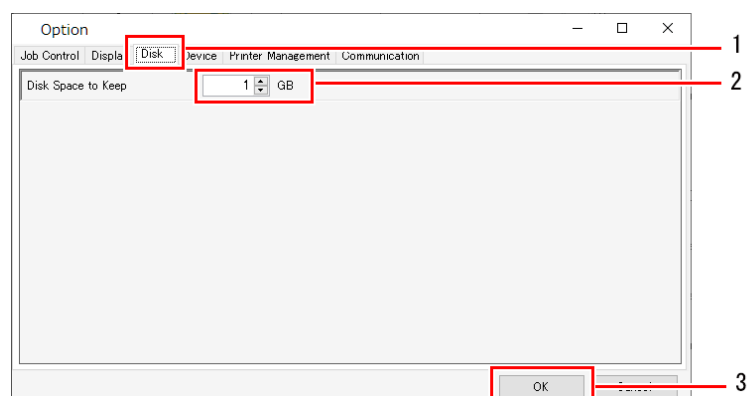 Option
1
Job Control Displa Disk Device Printer Management Communication
Disk Space to Keep 1 GB
2
OK
3